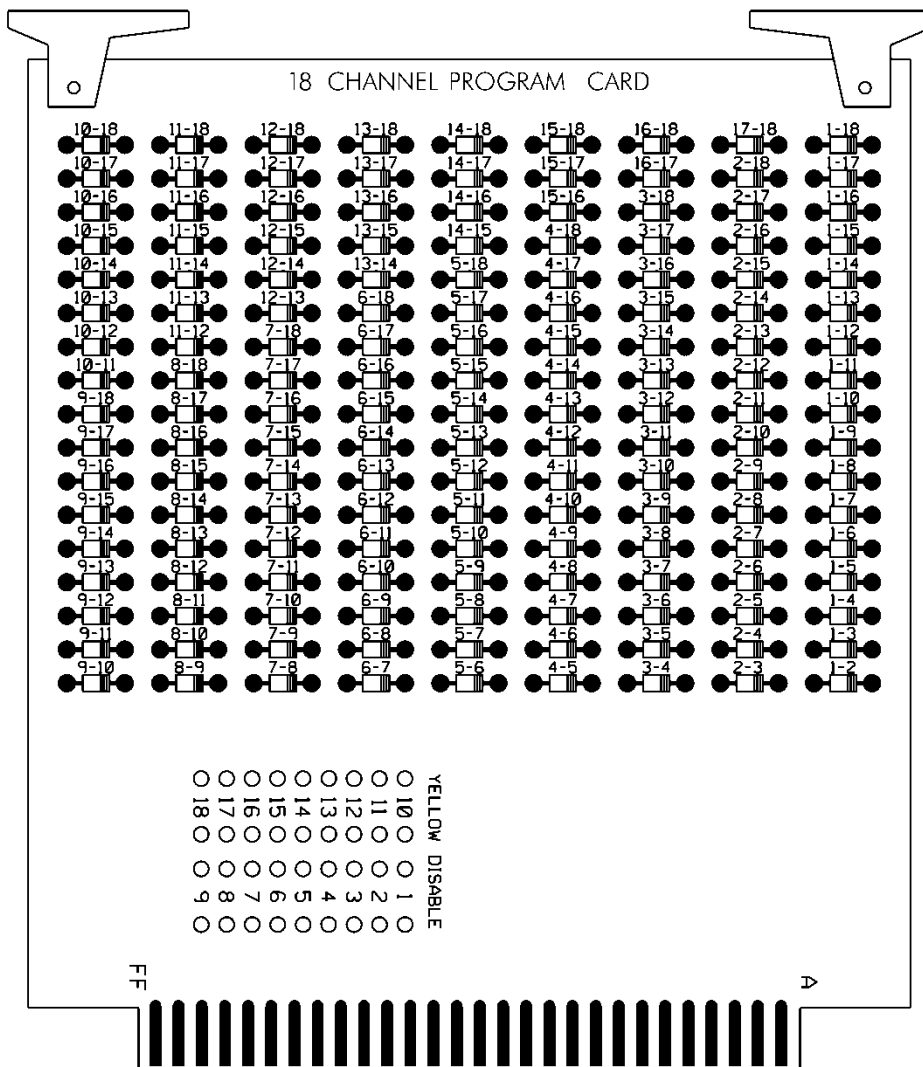 18 CHANNEL PROGRAM CARD
10-18 11-18 12-18 13-18 14-18 15-18 16-18 17-18 1-18
10-17 11-17 12-17 13-17 14-17 15-17 16-17 2-18 1-17
10-16 11-16 12-16 13-16 14-16 15-16 3-18 2-17 1-16
10-15 11-15 12-15 13-15 14-15 4-18 3-17 2-16 1-15
10-14 11-14 12-14 13-14 5-18 4-17 3-16 2-15 1-14
10-13 11-13 12-13 6-18 5-17 4-16 3-15 2-14 1-13
10-12 11-12 7-18 6-17 5-16 4-15 3-14 2-13 1-12
10-11 8-18 7-17 6-16 5-15 4-14 3-13 2-12 1-11
9-18 8-17 7-16 6-15 5-14 4-13 3-12 2-11 1-10
9-17 8-16 7-15 6-14 5-13 4-12 3-11 2-10 1-9
9-16 8-15 7-14 6-13 5-12 4-11 3-10 2-9 1-8
9-15 8-14 7-13 6-12 5-11 4-10 3-9 2-8 1-7
9-14 8-13 7-12 6-11 5-10 4-9 3-8 2-7 1-6
9-13 8-12 7-11 6-10 5-9 4-8 3-7 2-6 1-5
9-12 8-11 7-10 6-9 5-8 4-7 3-6 2-5 1-4
9-11 8-10 7-9 6-8 5-7 4-6 3-5 2-4 1-3
9-10 8-9 7-8 6-7 5-6 4-5 3-4 2-3 1-2
YELLOW DISABLE
10 1
11 2
12 3
13 4
14 5
15 6
16 7
17 8
18 9
FF A